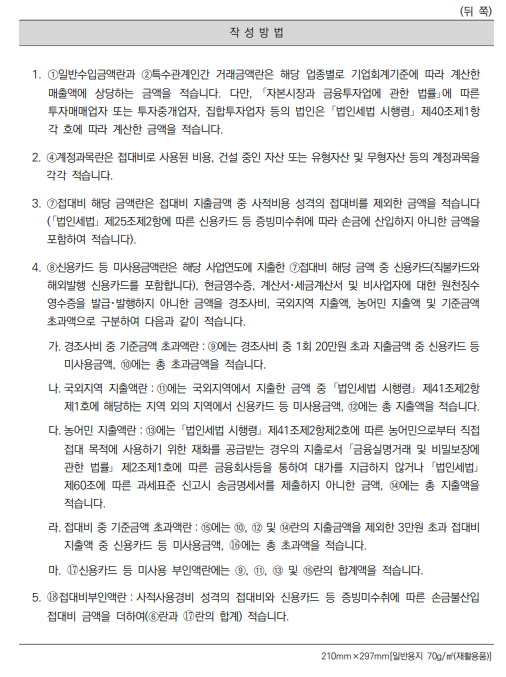 (뒤 쪽)
작 성 방 법
1. ①일반수입금액란과 ②특수관계인간 거래금액란은 해당 업종별로 기업회계기준에 따라 계산한
매출액에 상당하는 금액을 적습니다. 다만, 「자본시장과 금융투자업에 관한 법률」에 따른
투자매매업자 또는 투자중개업자, 집합투자업자 등의 법인은 「법인세법 시행령」 제40조제1항
각 호에 따라 계산한 금액을 적습니다.
2. ④계정과목란은 접대비로 사용된 비용, 건설 중인 자산 또는 유형자산 및 무형자산 등의 계정과목을
각각 적습니다.
3. ⑦접대비 해당 금액란은 접대비 지출금액 중 사적비용 성격의 접대비를 제외한 금액을 적습니다
(「법인세법」 제25조제2항에 따른 신용카드 등 증빙미수취에 따라 손금에 산입하지 아니한 금액을
포함하여 적습니다).
4. ⑧신용카드 등 미사용금액란은 해당 사업연도에 지출한 ⑦접대비 해당 금액 중 신용카드(직불카드와
해외발행 신용카드를 포함합니다), 현금영수증, 계산서·세금계산서 및 비사업자에 대한 원천징수
영수증을 발급·발행하지 아니한 금액을 경조사비, 국외지역 지출액, 농어민 지출액 및 기준금액
초과액으로 구분하여 다음과 같이 적습니다.
가. 경조사비 중 기준금액 초과액란 : ⑨에는 경조사비 중 1회 20만원 초과 지출금액 중 신용카드 등
미사용금액, ⑩에는 총 초과금액을 적습니다.
나. 국외지역 지출액란 : ⑪에는 국외지역에서 지출한 금액 중 「법인세법 시행령」 제41조제2항
제1호에 해당하는 지역 외의 지역에서 신용카드 등 미사용금액, ⑫에는 총 지출액을 적습니다.
다. 농어민 지출액란 : ⑬에는 「법인세법 시행령」 제41조제2항제2호에 따른 농어민으로부터 직접
접대 목적에 사용하기 위한 재화를 공급받는 경우의 지출로서 「금융실명거래 및 비밀보장에
관한 법률」 제2조제1호에 따른 금융회사등을 통하여 대가를 지급하지 않거나 「법인세법」
제60조에 따른 과세표준 신고시 송금명세서를 제출하지 아니한 금액, ⑭에는 총 지출액을
적습니다.
라. 접대비 중 기준금액 초과액란 : ⑮에는 ⑩, ⑫ 및 ⑭란의 지출금액을 제외한 3만원 초과 접대비
지출액 중 신용카드 등 미사용금액, ⑯에는 총 초과액을 적습니다.
마. ⑰신용카드 등 미사용 부인액란에는 ⑨, ⑪, ⑬ 및 ⑮란의 합계액을 적습니다.
5. ⑱접대비부인액란 : 사적사용경비 성격의 접대비와 신용카드 등 증빙미수취에 따른 손금불산입
접대비 금액을 더하여(⑥란과 ⑰란의 합계) 적습니다.
210mm×297mm[일반용지 70g/㎡(재활용품)]